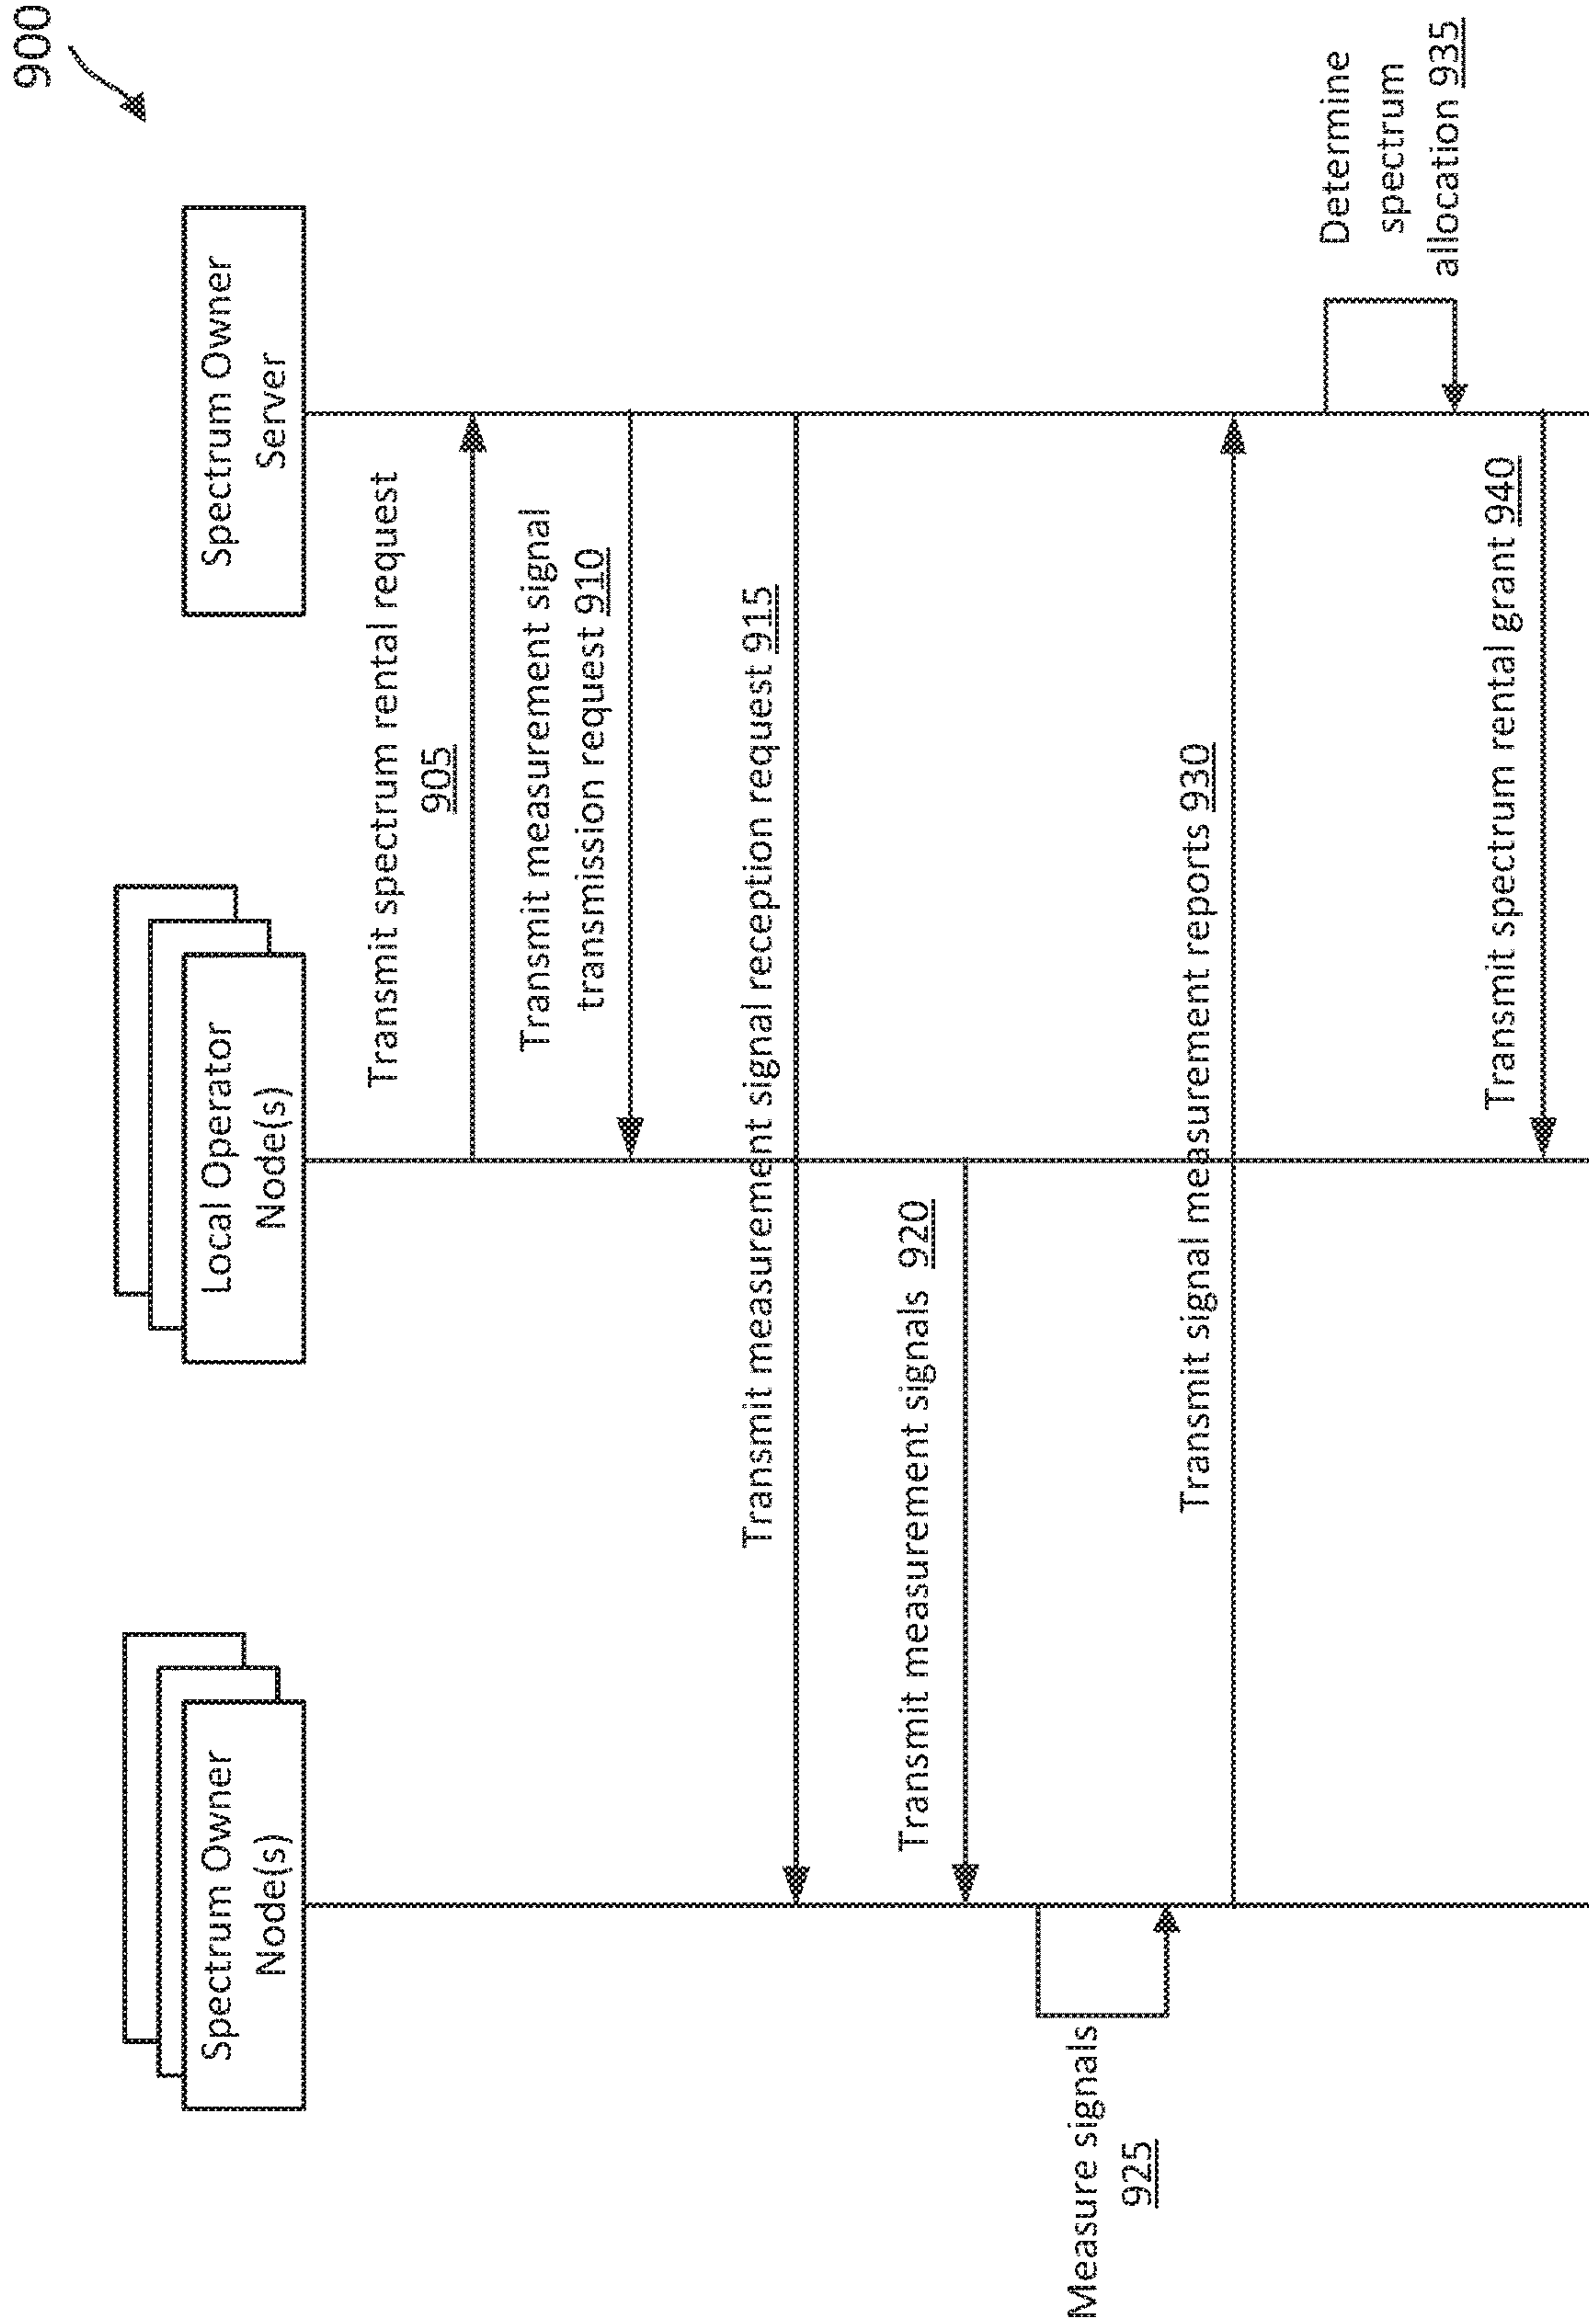 900
Spectrum Owner
Node(s)
Local Operator
Node(s)
Spectrum Owner
Server
Transmit spectrum rental request
905
Transmit measurement signal
transmission request 910
Transmit measurement signal reception request 915
Transmit measurement signals 920
Measure signals
925
Transmit signal measurement reports 930
Determine
spectrum
allocation 935
Transmit spectrum rental grant 940